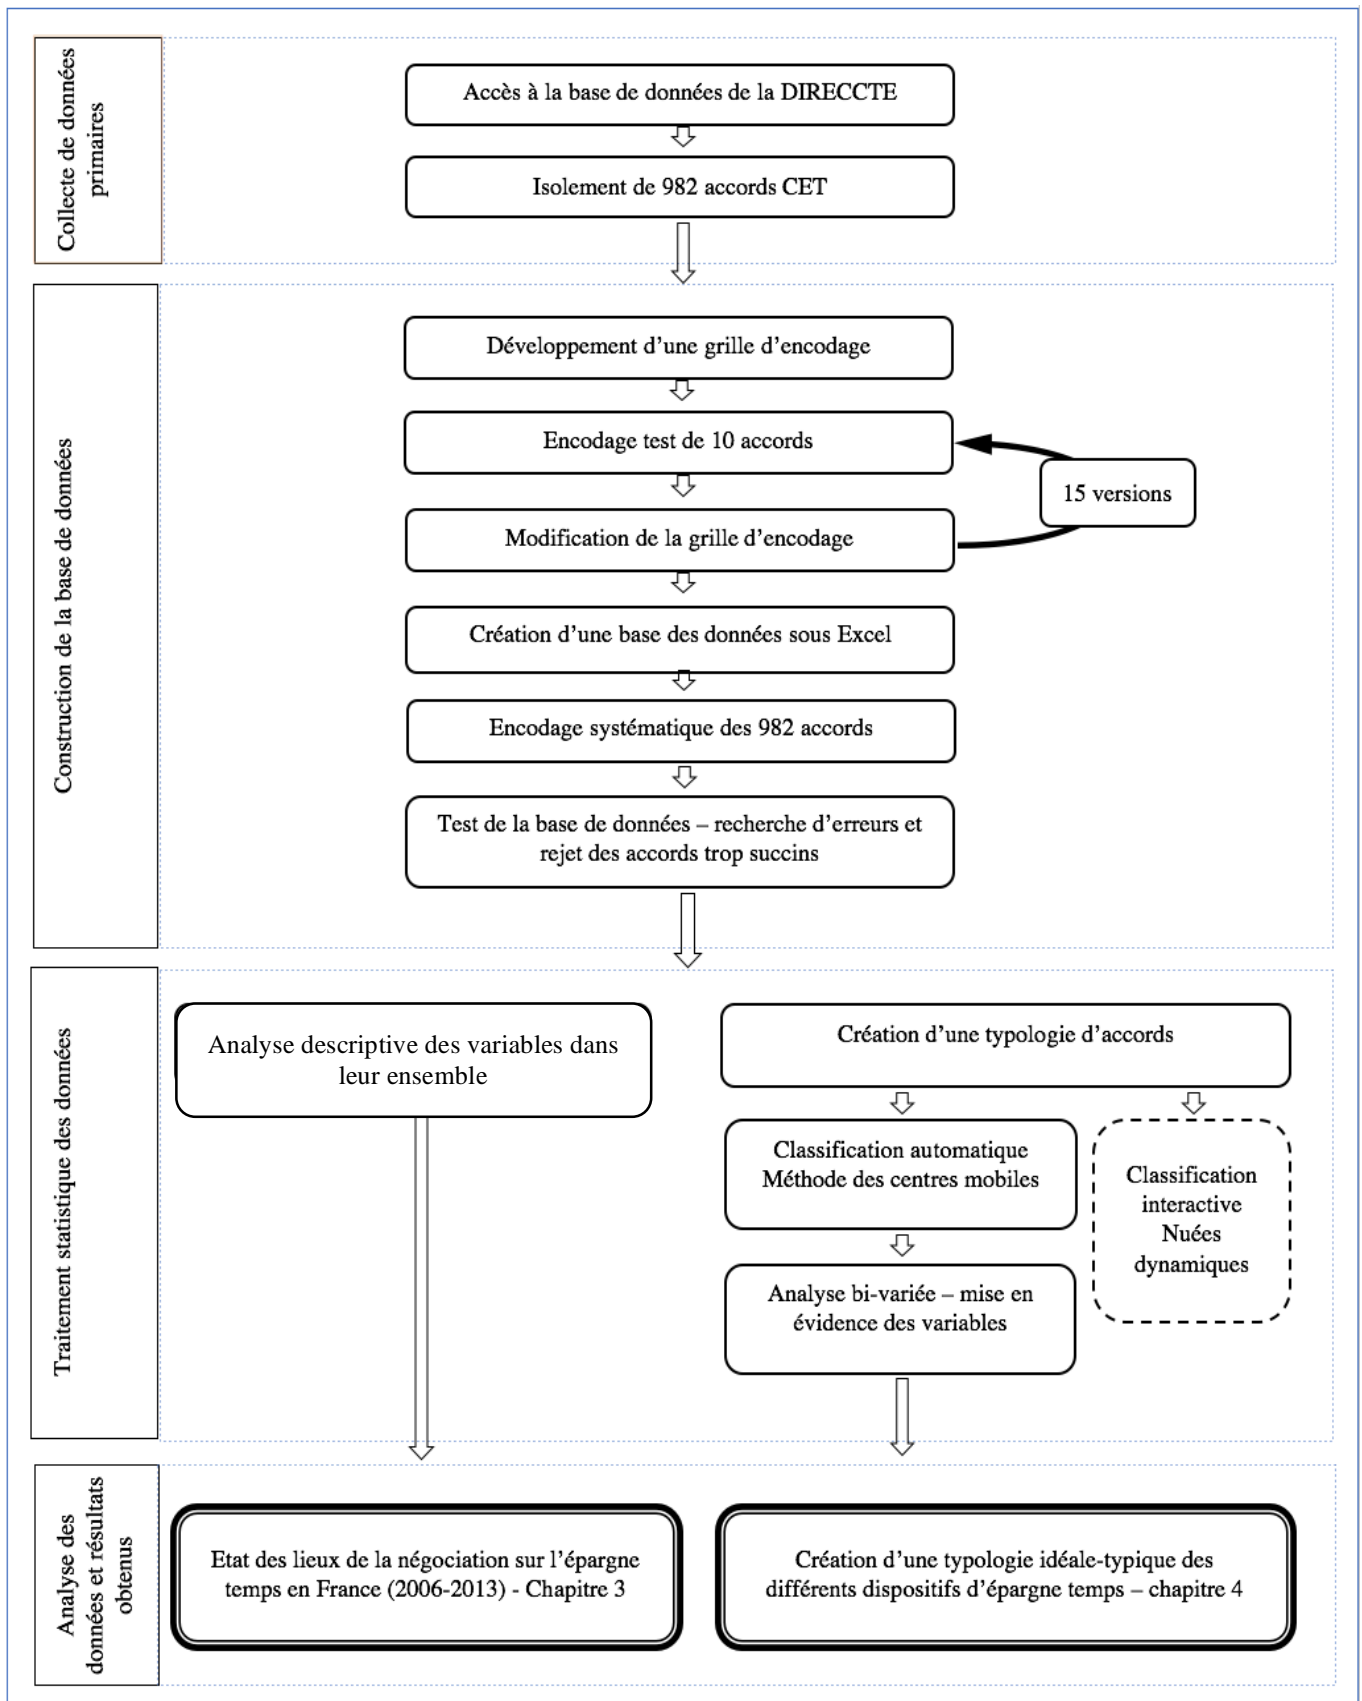 Collecte de données
primaires
Accès à la base de données de la DIRECCTE
Isolement de 982 accords CET
Construction de la base de données
Développement d’une grille d’encodage
Encodage test de 10 accords
15 versions
Modification de la grille d’encodage
Création d’une base des données sous Excel
Encodage systématique des 982 accords
Test de la base de données – recherche d’erreurs et
rejet des accords trop succins
Traitement statistique des données
Analyse descriptive des variables dans
leur ensemble
Création d’une typologie d’accords
Classification automatique
Méthode des centres mobiles
Classification
interactive
Nuées
dynamiques
Analyse bi-variée – mise en
évidence des variables
Analyse des
données et résultats
obtenus
Etat des lieux de la négociation sur l’épargne
temps en France (2006-2013) - Chapitre 3
Création d’une typologie idéale-typique des
différents dispositifs d’épargne temps – chapitre 4